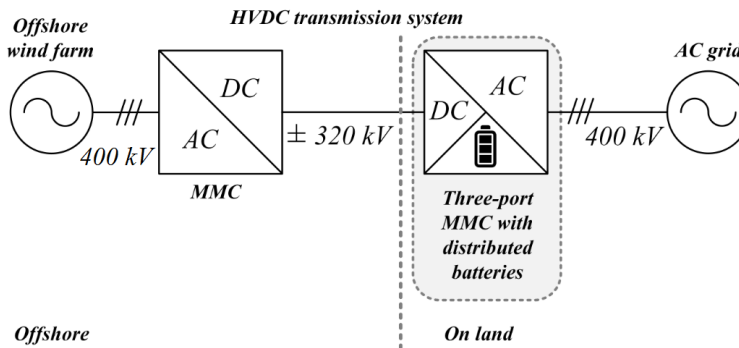 Offshore
wind farm
HVDC transmission system
AC grid
DC
AC
DC
AC
400 kV
± 320 kV
400 kV
MMC
Three-port
MMC with
distributed
batteries
Offshore
On land